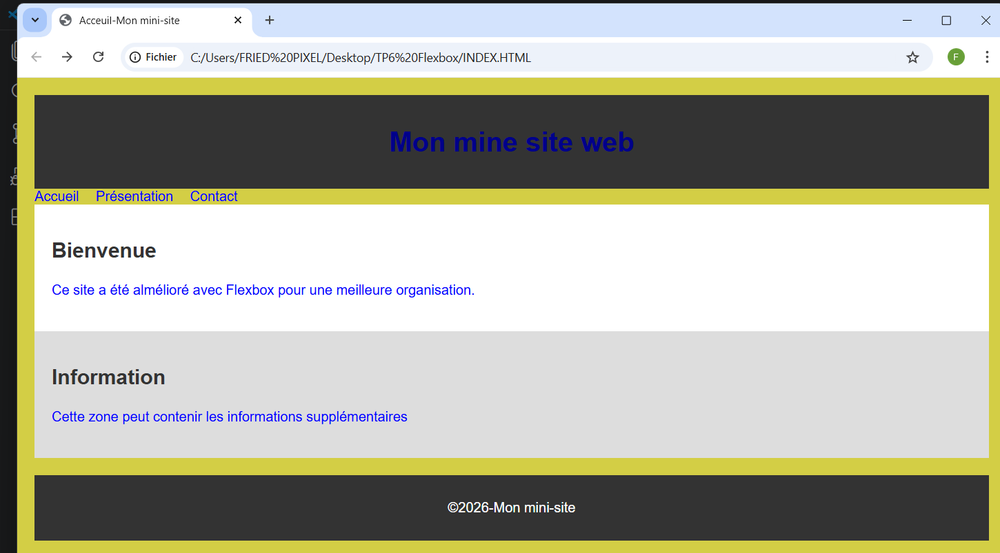 Acceuil-Mon mini-site
Fichier C:/Users/FRIED%20PIXEL/Desktop/TP6%20Flexbox/INDEX.HTML F
Mon mine site web
Accueil Présentation Contact
Bienvenue
Ce site a été almélioré avec Flexbox pour une meilleure organisation.
Information
Cette zone peut contenir les informations supplémentaires
©2026-Mon mini-site